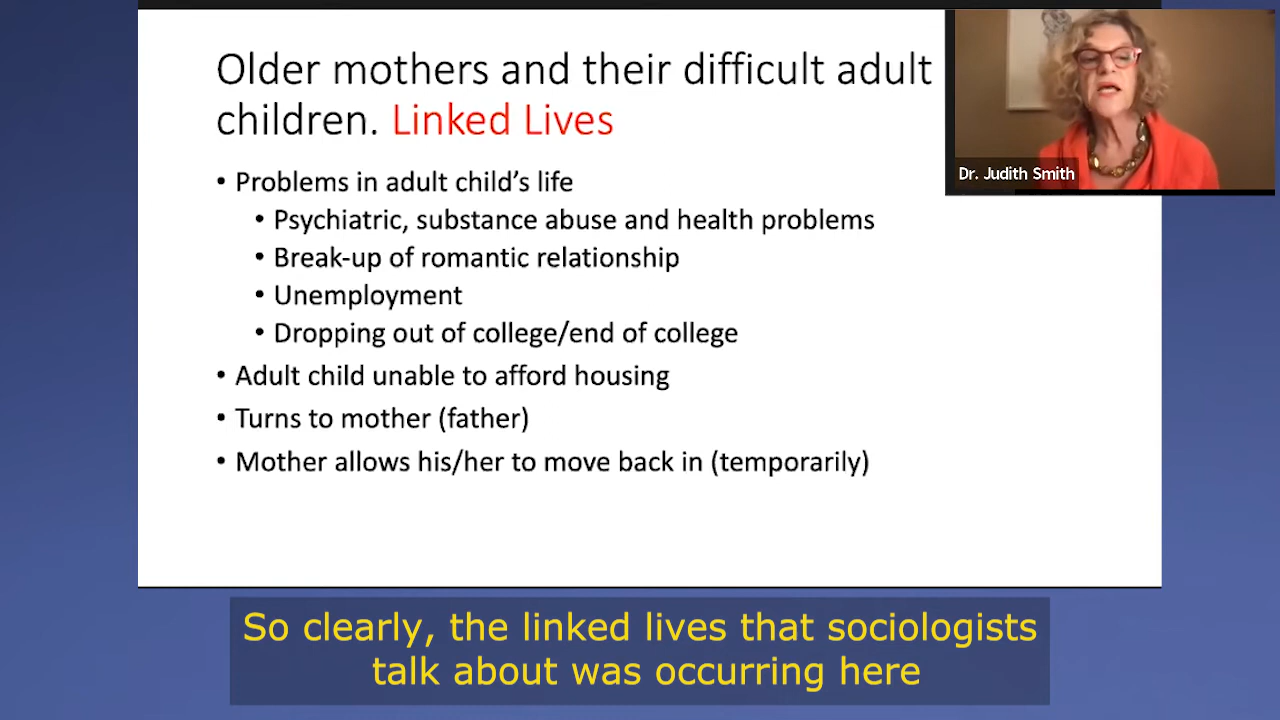 Older mothers and their difficult adult
children. Linked Lives
• Problems in adult child's life
• Psychiatric, substance abuse and health problems
• Break-up of romantic relationship
• Unemployment
• Dropping out of college/end of college
• Adult child unable to afford housing
• Turns to mother (father)
• Mother allows his/her to move back in (temporarily)
Dr. Judith Smith
So clearly, the linked lives that sociologists
talk about was occurring here